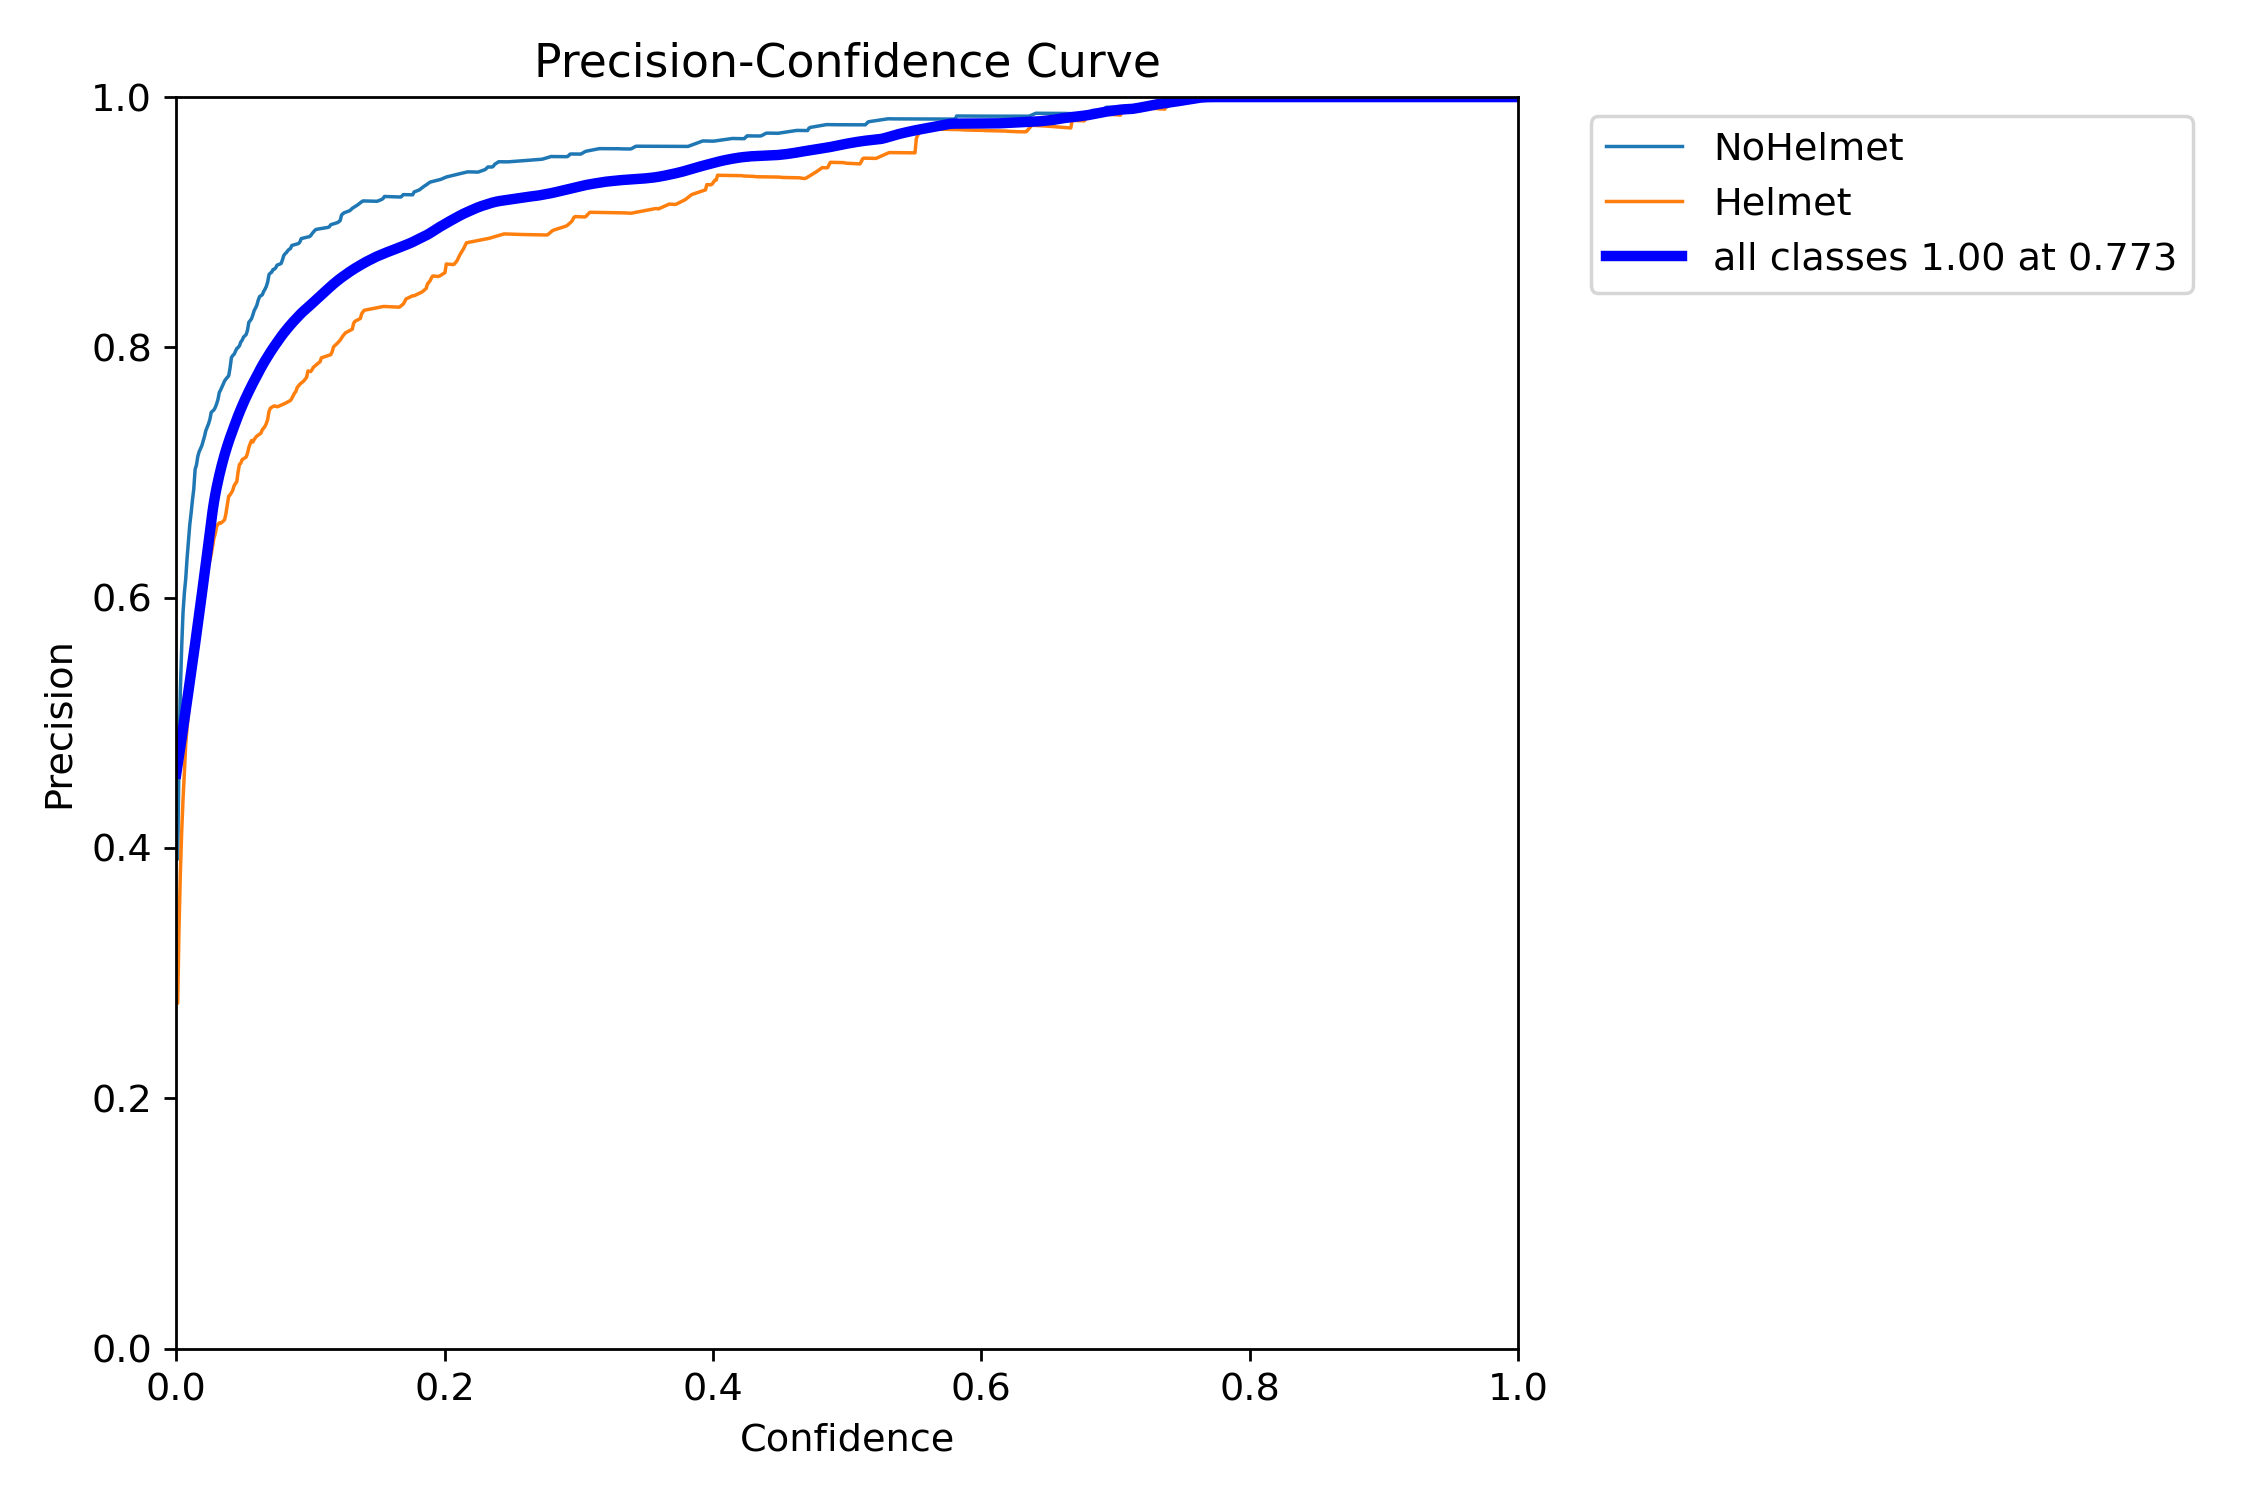 Precision-Confidence Curve
1.0
0.8
0.6
0.4
0.2
0.0
Precision
0.0 0.2 0.4 0.6 0.8 1.0
Confidence
NoHelmet
Helmet
all classes 1.00 at 0.773